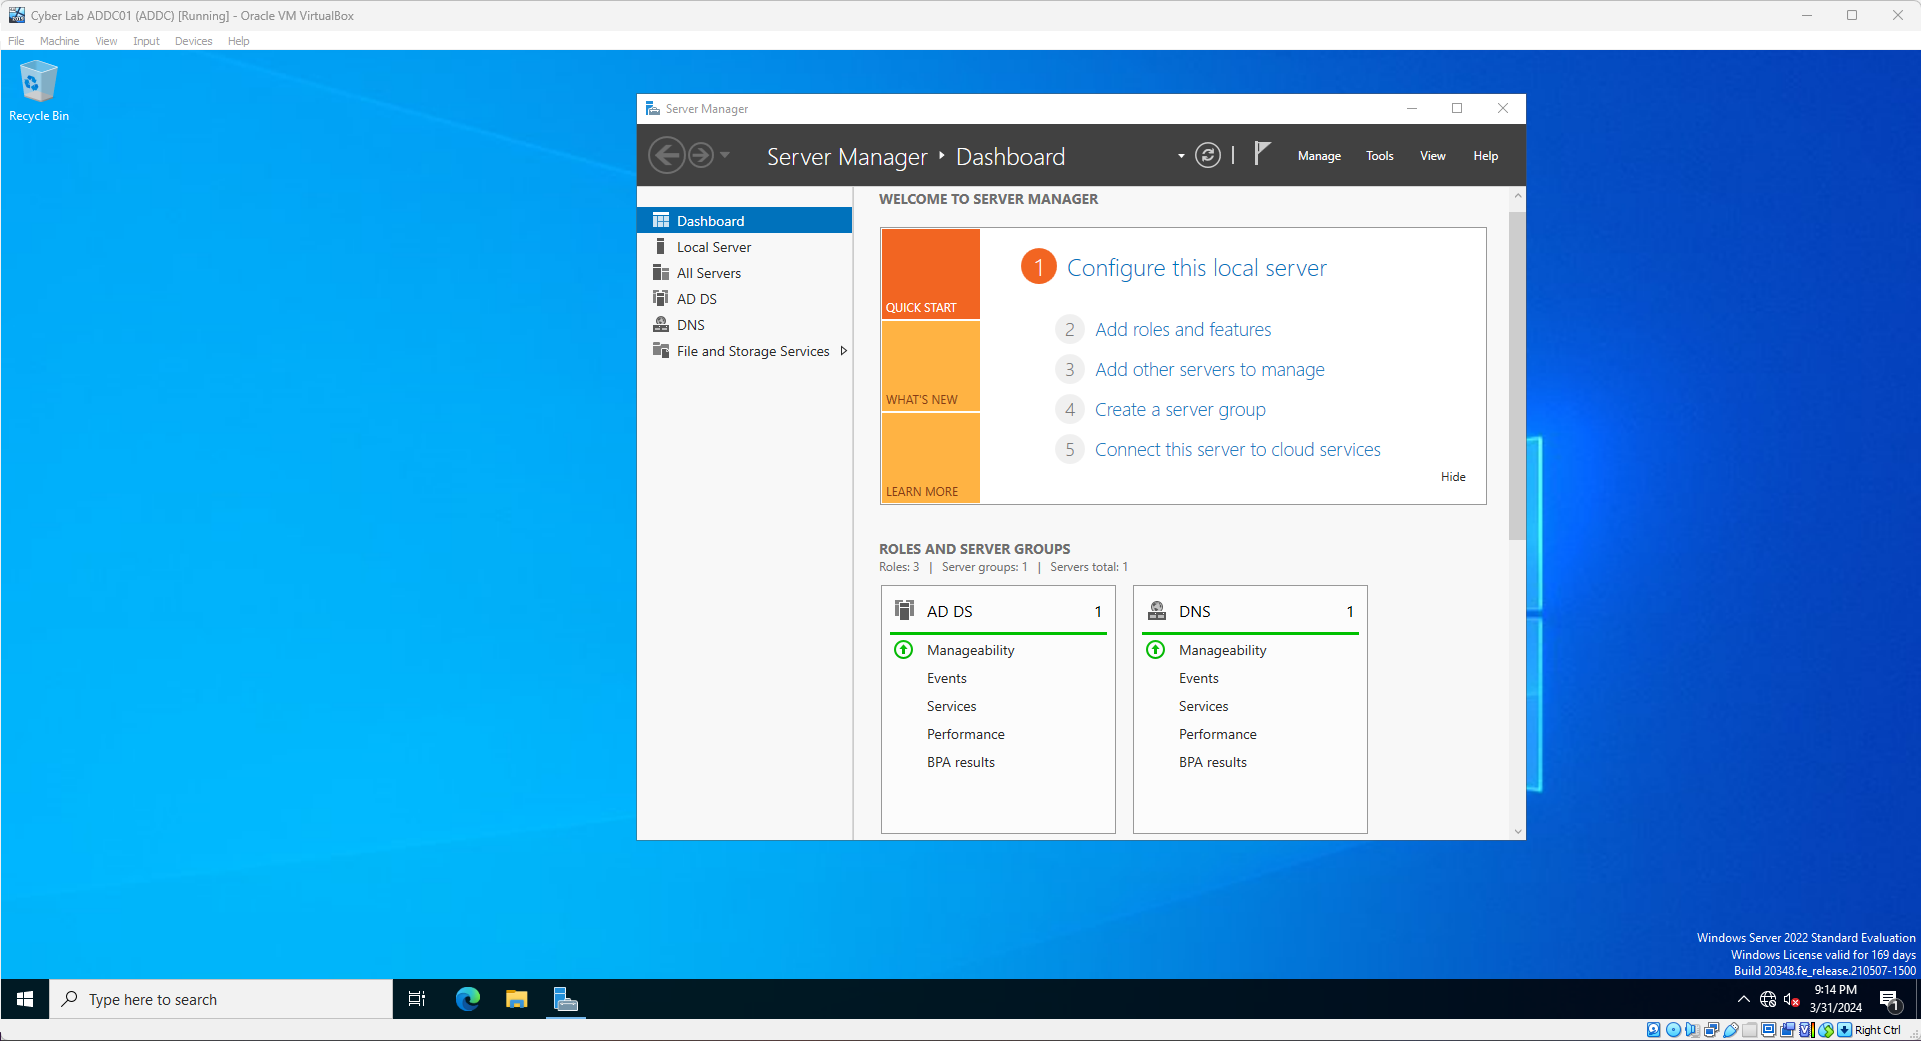 Cyber Lab ADDC01 (ADDC) [Running] - Oracle VM VirtualBox
File Machine View Input Devices Help
Recycle Bin
Server Manager
Server Manager Dashboard
Manage Tools View Help
Dashboard
Local Server
All Servers
AD DS
DNS
File and Storage Services
WELCOME TO SERVER MANAGER
QUICK START
WHAT'S NEW
LEARN MORE
1 Configure this local server
2 Add roles and features
3 Add other servers to manage
4 Create a server group
5 Connect this server to cloud services
Hide
ROLES AND SERVER GROUPS
Roles: 3 | Server groups: 1 | Servers total: 1
AD DS 1
Manageability
Events
Services
Performance
BPA results
DNS 1
Manageability
Events
Services
Performance
BPA results
Windows Server 2022 Standard Evaluation
Windows License valid for 169 days
Build 20348.fe_release.210507-1500
Type here to search
9:14 PM
3/31/2024
1
Right Ctrl